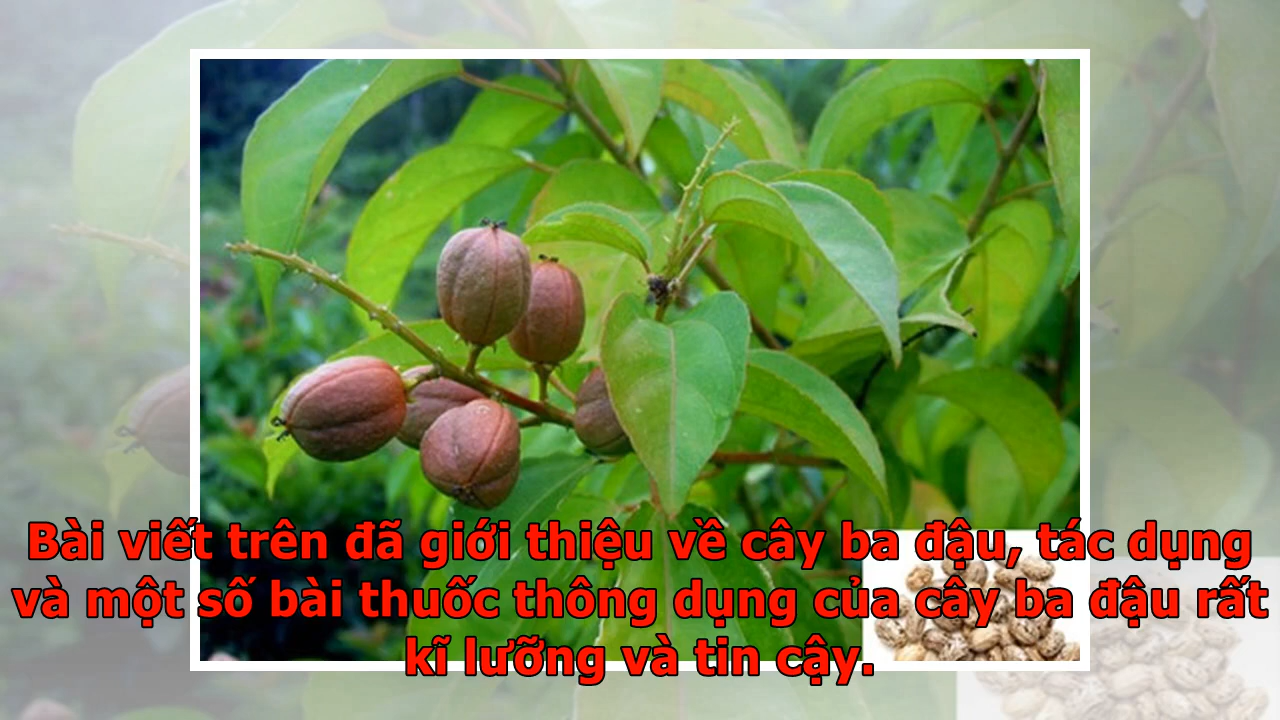 Bài viết trên đã giới thiệu về cây ba đậu, tác dụng
và một số bài thuốc thông dụng của cây ba đậu rất
kĩ lưỡng và tin cậy.